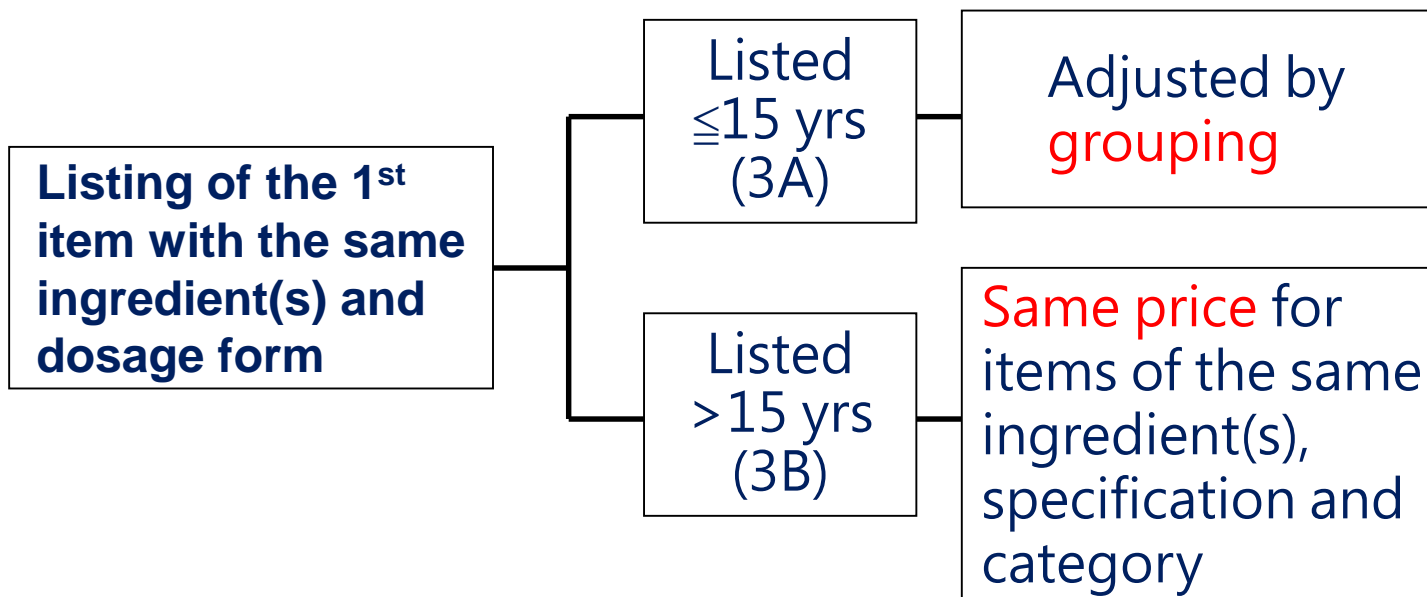 Listing of the 1st
item with the same
ingredient(s) and
dosage form
Listed
≦15 yrs
(3A)
Adjusted by
grouping
Listed
>15 yrs
(3B)
Same price for
items of the same
ingredient(s),
specification and
category